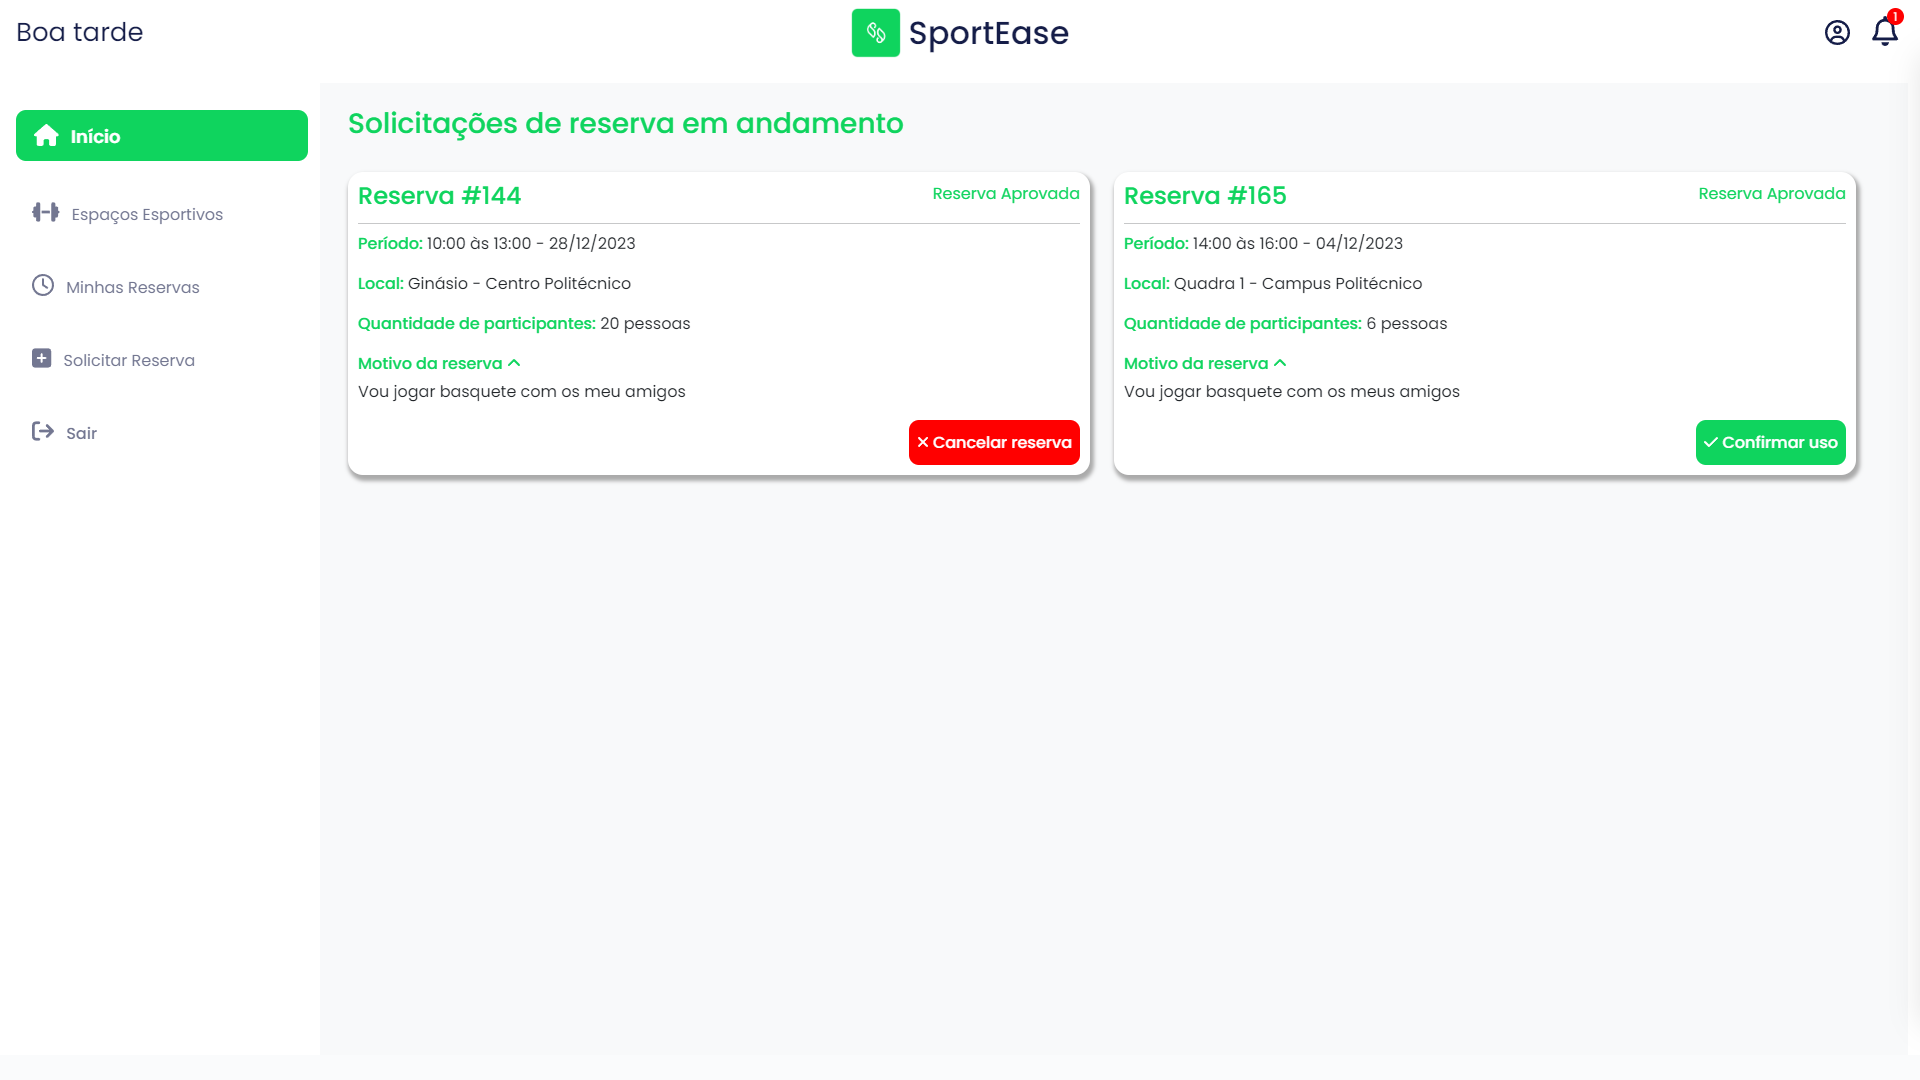 Boa tarde
SportEase
1
Início
Espaços Esportivos
Minhas Reservas
Solicitar Reserva
Sair
Solicitações de reserva em andamento
Reserva #144
Reserva Aprovada
Período: 10:00 às 13:00 - 28/12/2023
Local: Ginásio - Centro Politécnico
Quantidade de participantes: 20 pessoas
Motivo da reserva
Vou jogar basquete com os meu amigos
Cancelar reserva
Reserva #165
Reserva Aprovada
Período: 14:00 às 16:00 - 04/12/2023
Local: Quadra 1 - Campus Politécnico
Quantidade de participantes: 6 pessoas
Motivo da reserva
Vou jogar basquete com os meus amigos
Confirmar uso